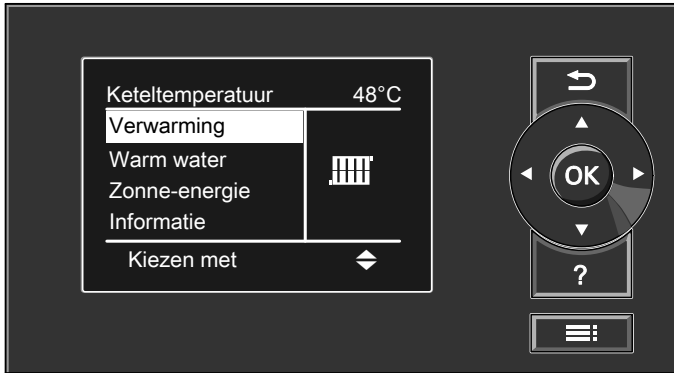 Keteltemperatuur 48°C
Verwarming
Warm water
Zonne-energie
Informatie
Kiezen met
OK
?